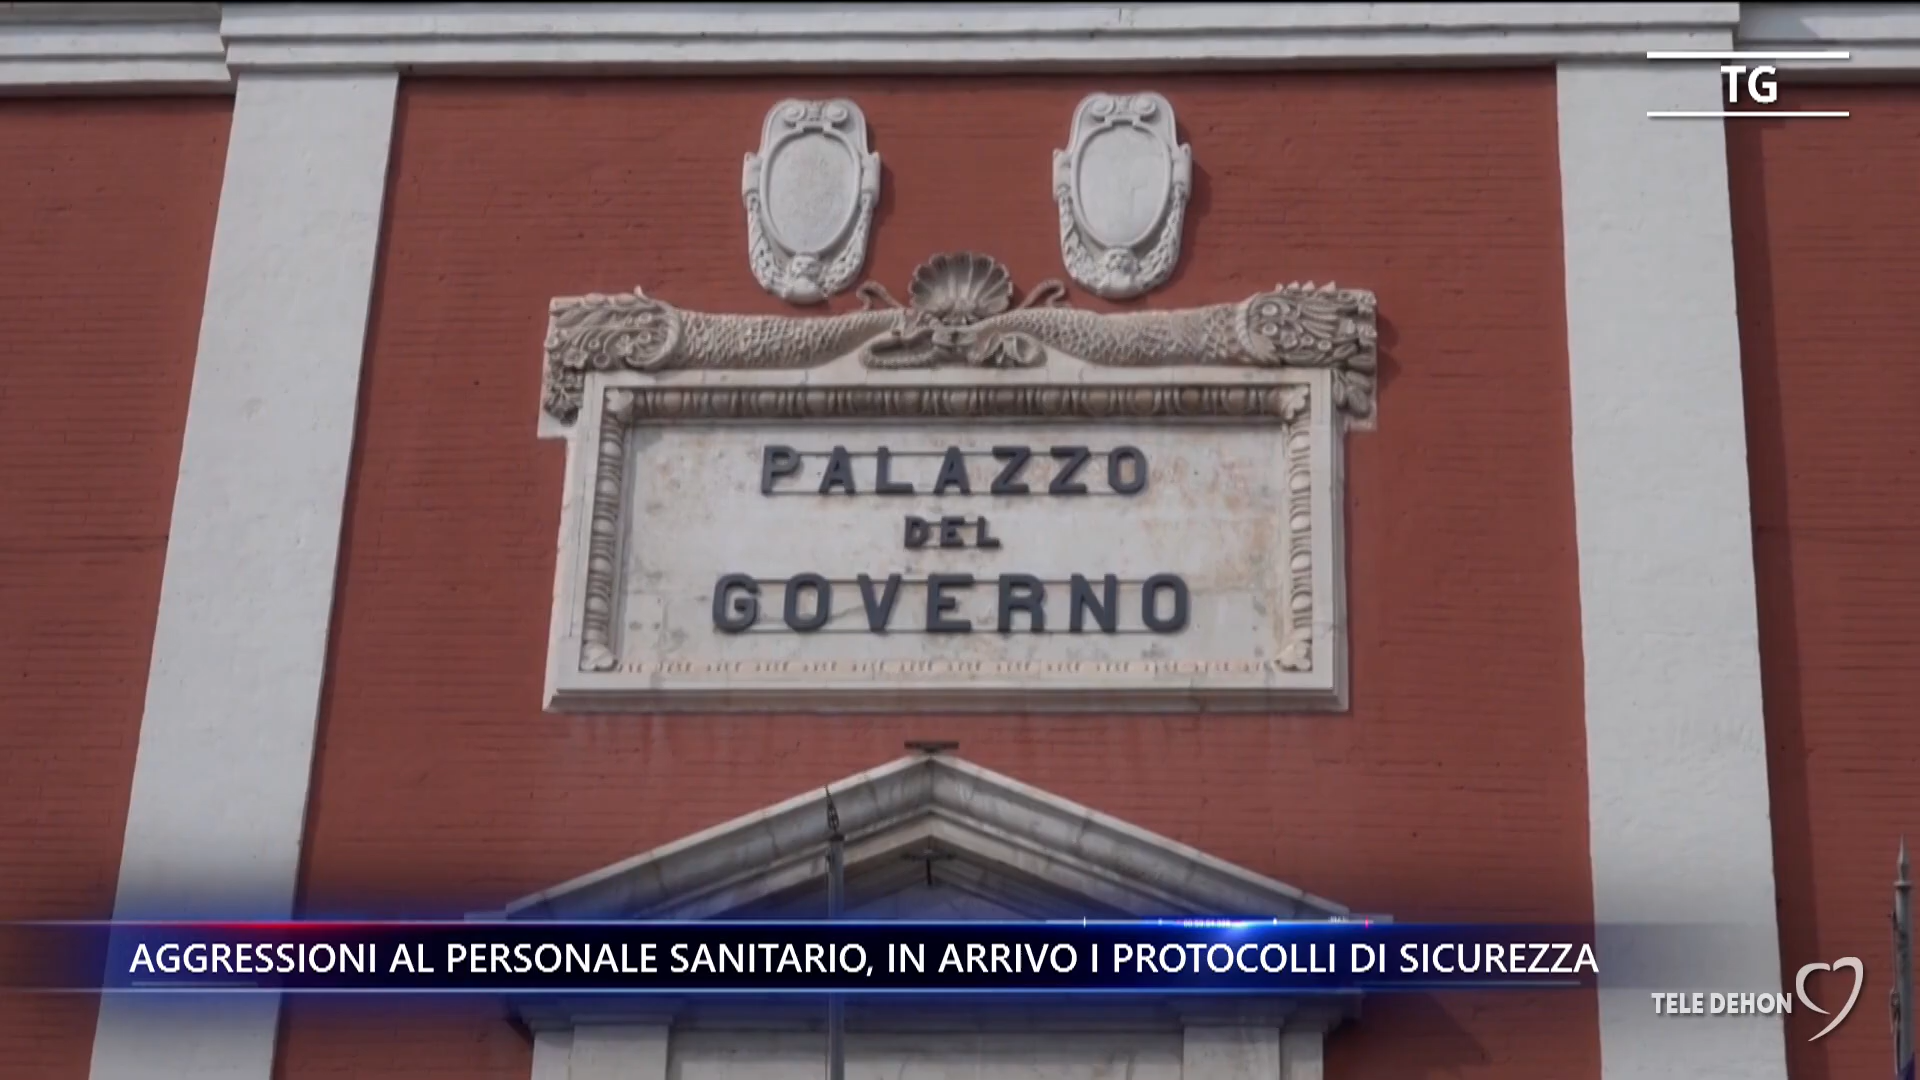 TG
PALAZZO
DEL
GOVERNO
AGGRESSIONI AL PERSONALE SANITARIO, IN ARRIVO I PROTOCOLLI DI SICUREZZA
TELE DEHON